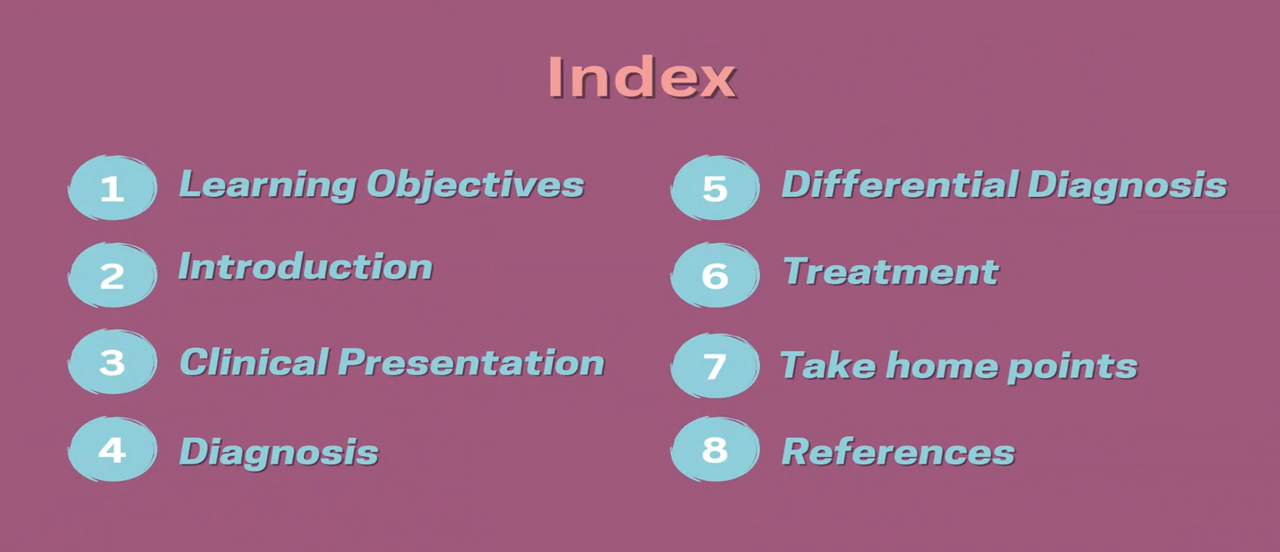 Index
1 Learning Objectives
2 Introduction
3 Clinical Presentation
4 Diagnosis
5 Differential Diagnosis
6 Treatment
7 Take home points
8 References